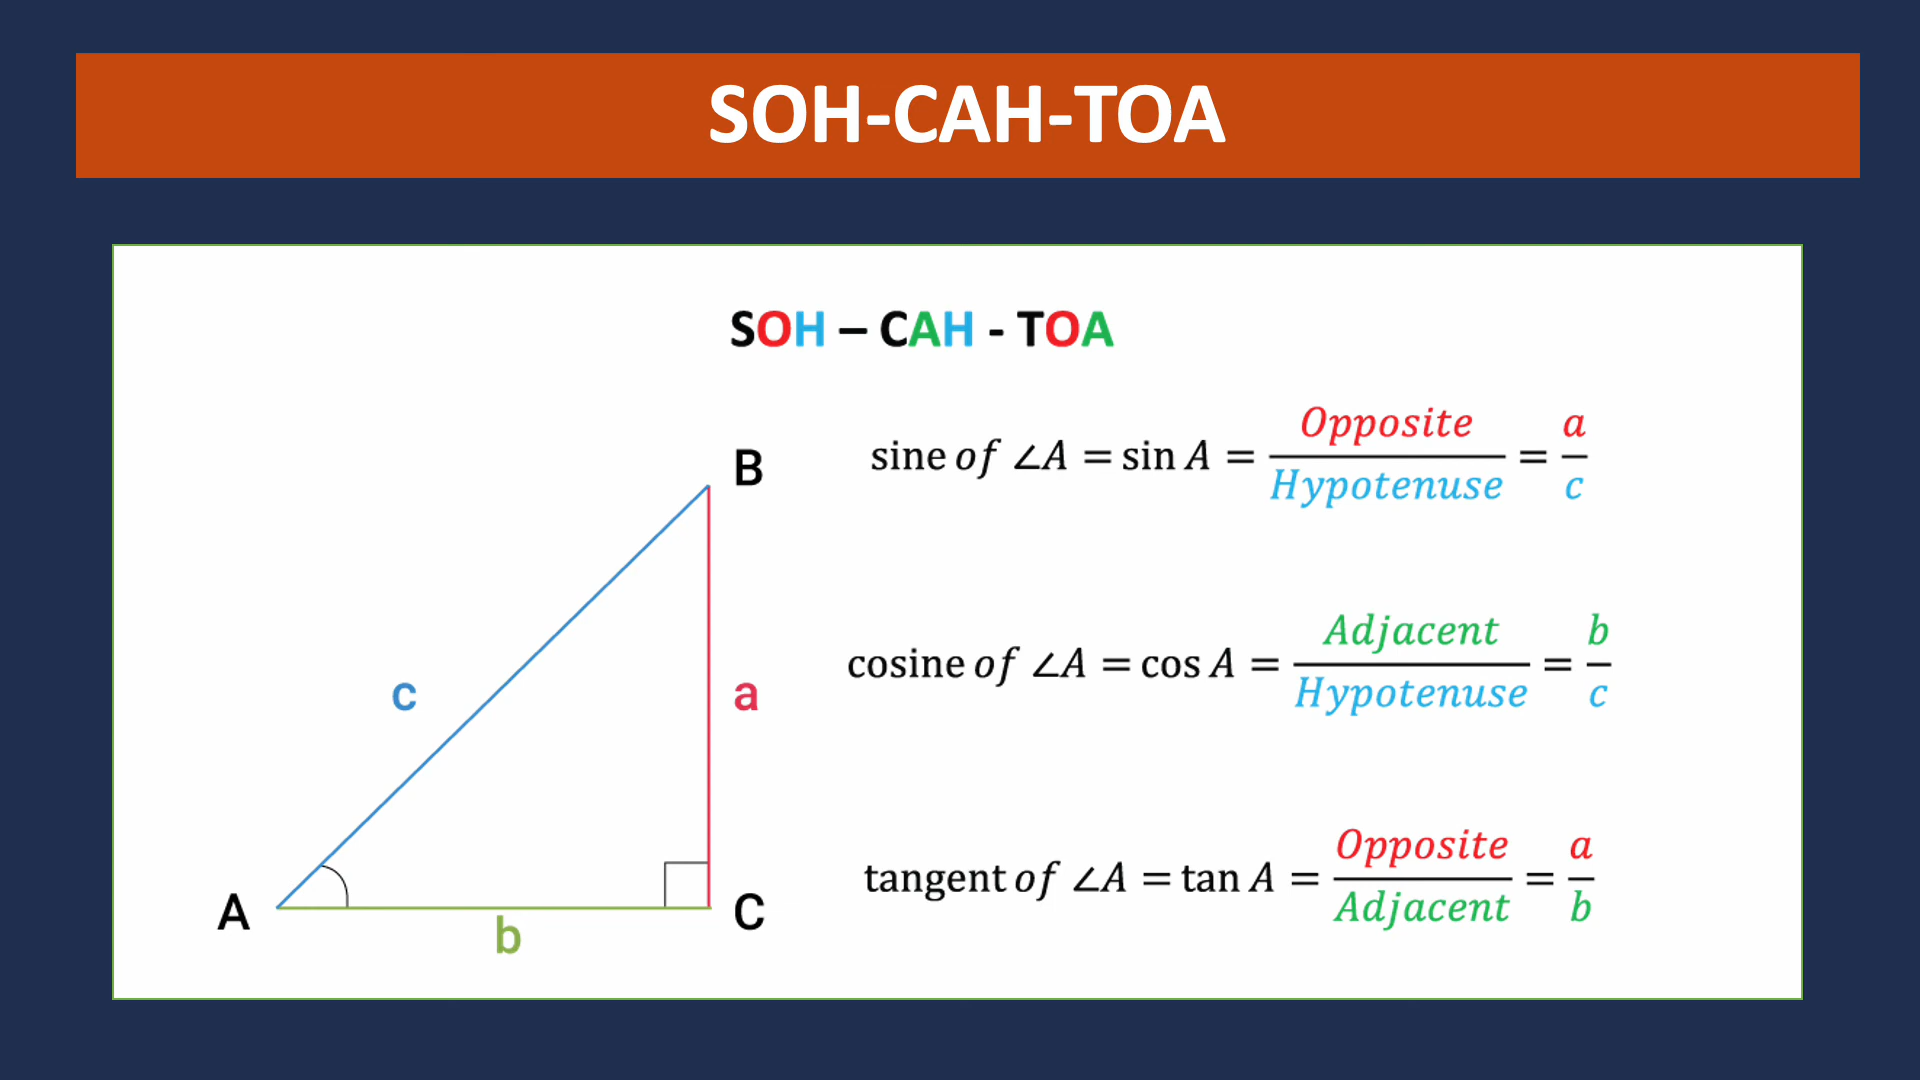 SOH-CAH-TOA
SOH – CAH - TOA
sine of ∠A = sin A = Opposite/Hypotenuse = a/c
cosine of ∠A = cos A = Adjacent/Hypotenuse = b/c
tangent of ∠A = tan A = Opposite/Adjacent = a/b
B
c
a
A
C
b